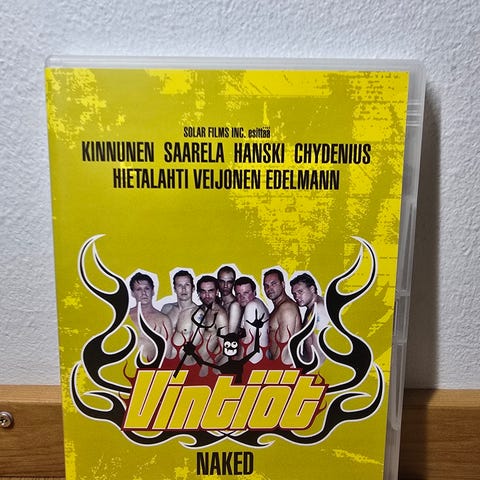 SOLAR FILMS INC. esittää
KINNUNEN SAARELA HANSKI CHYDENIUS
HIETALAHTI VEIJONEN EDELMANN
Vintiöt
NAKED